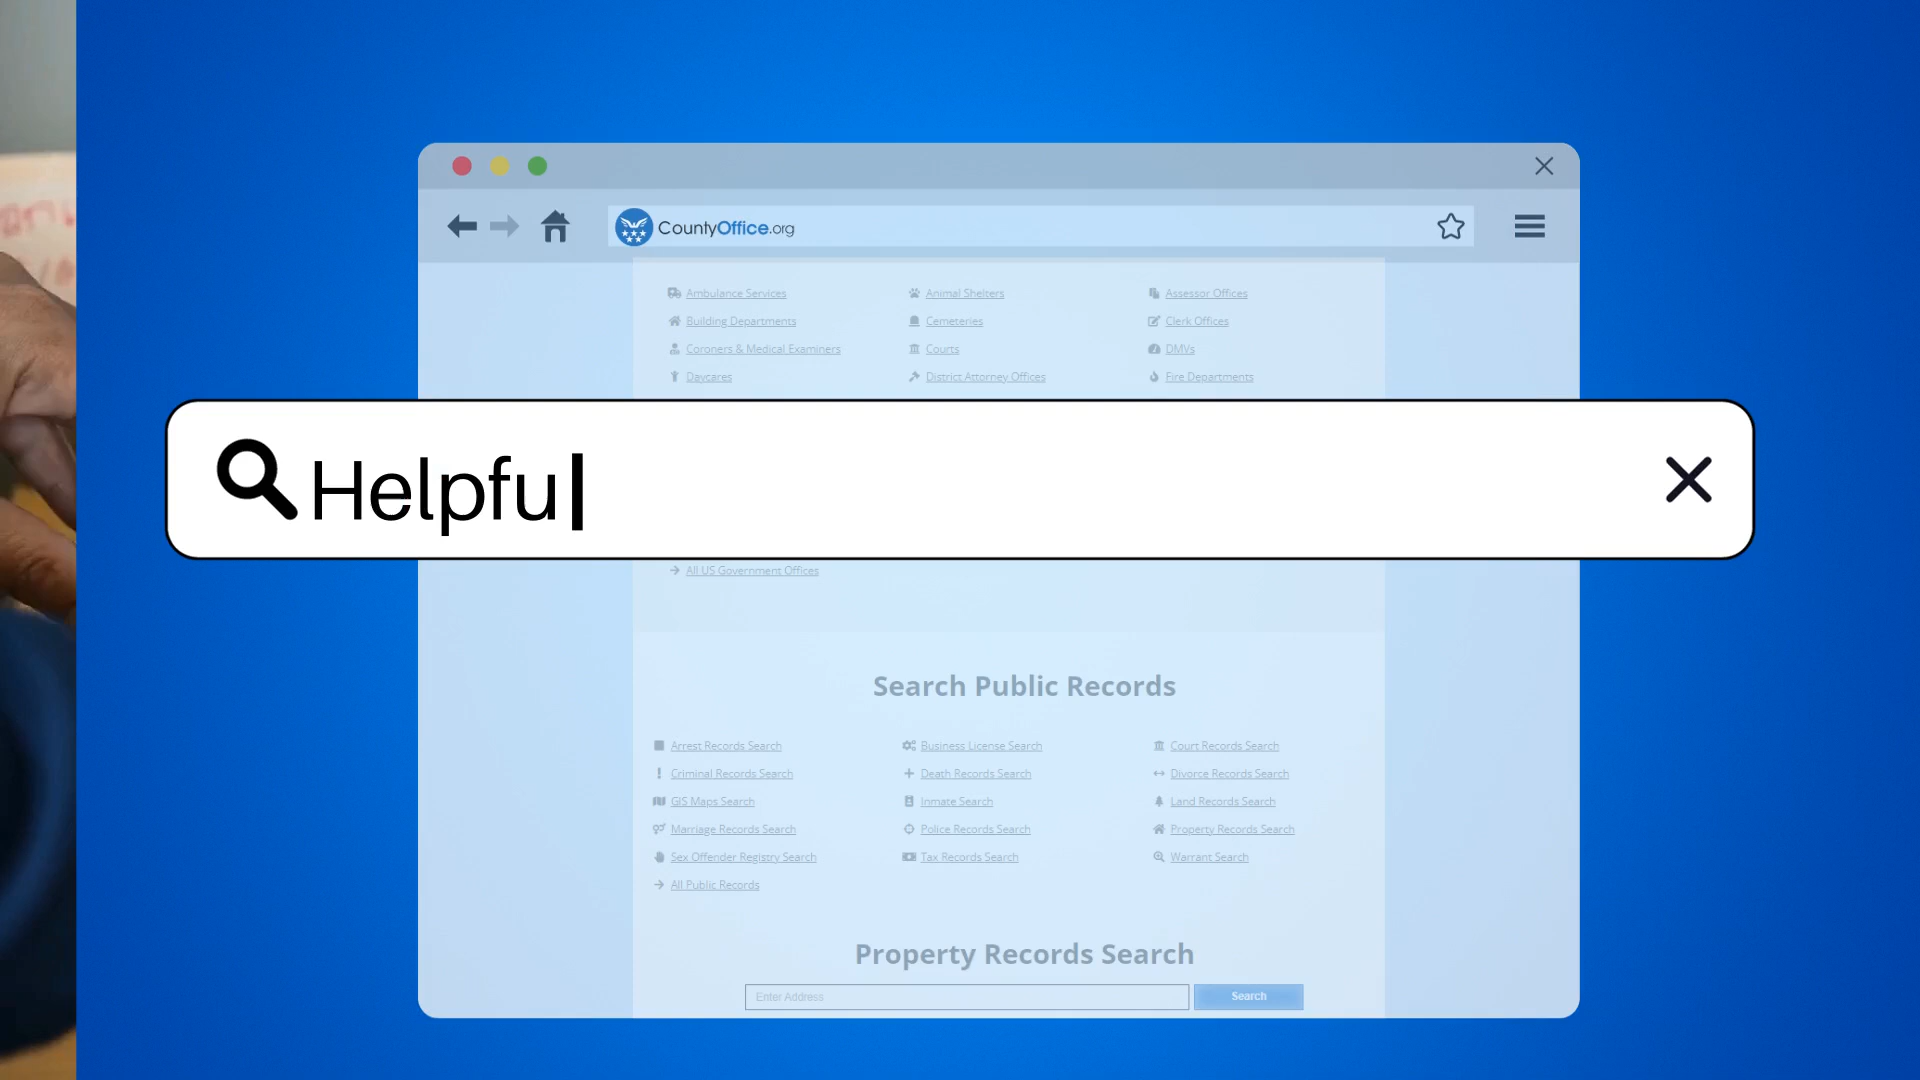 CountyOffice.org
Ambulance Services Animal Shelters Assessor Offices
Building Departments Cemeteries Clerk Offices
Coroners & Medical Examiners Courts DMVs
Daycares District Attorney Offices Fire Departments
Helpfu
All US Government Offices
Search Public Records
Arrest Records Search Business License Search Court Records Search
Criminal Records Search Death Records Search Divorce Records Search
GIS Maps Search Inmate Search Land Records Search
Marriage Records Search Police Records Search Property Records Search
Sex Offender Registry Search Tax Records Search Warrant Search
All Public Records
Property Records Search
Enter Address Search